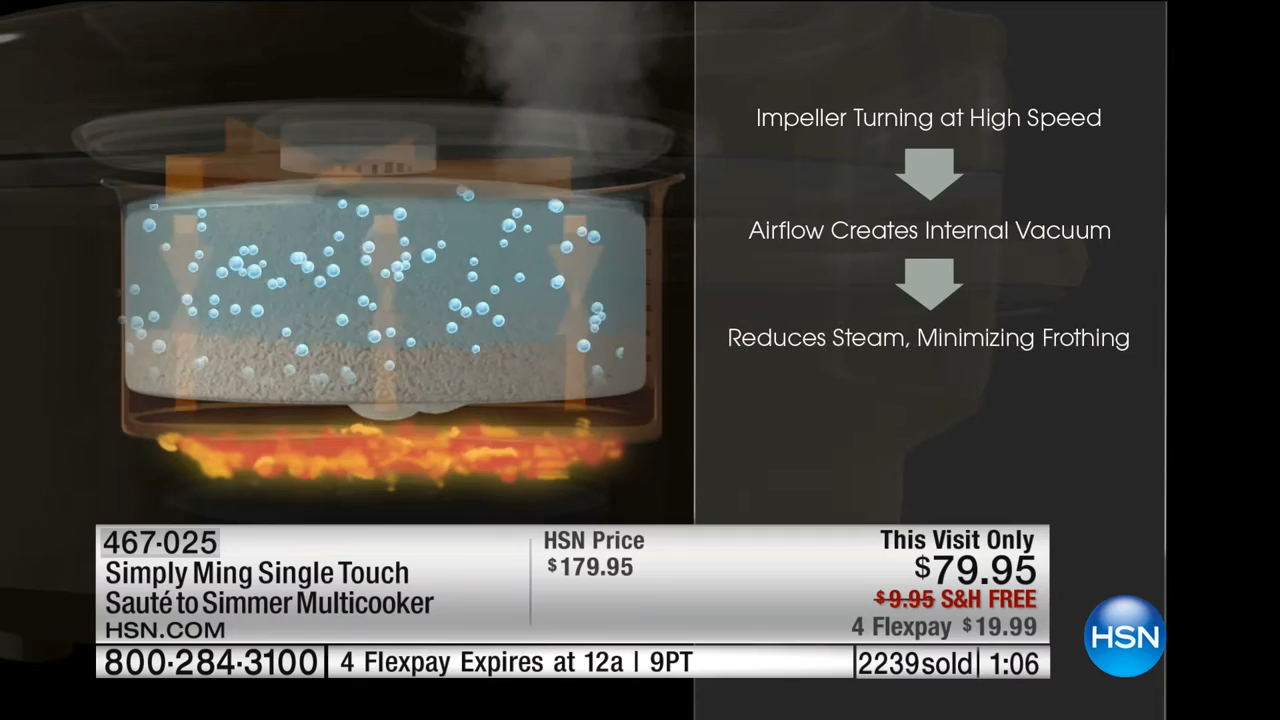 Impeller Turning at High Speed
Airflow Creates Internal Vacuum
Reduces Steam, Minimizing Frothing
467-025
Simply Ming Single Touch
Sauté to Simmer Multicooker
HSN.COM
HSN Price
$179.95
This Visit Only
$79.95
$9.95 S&H FREE
4 Flexpay $19.99
HSN
800·284·3100
4 Flexpay Expires at 12a | 9PT
2239sold
1:06